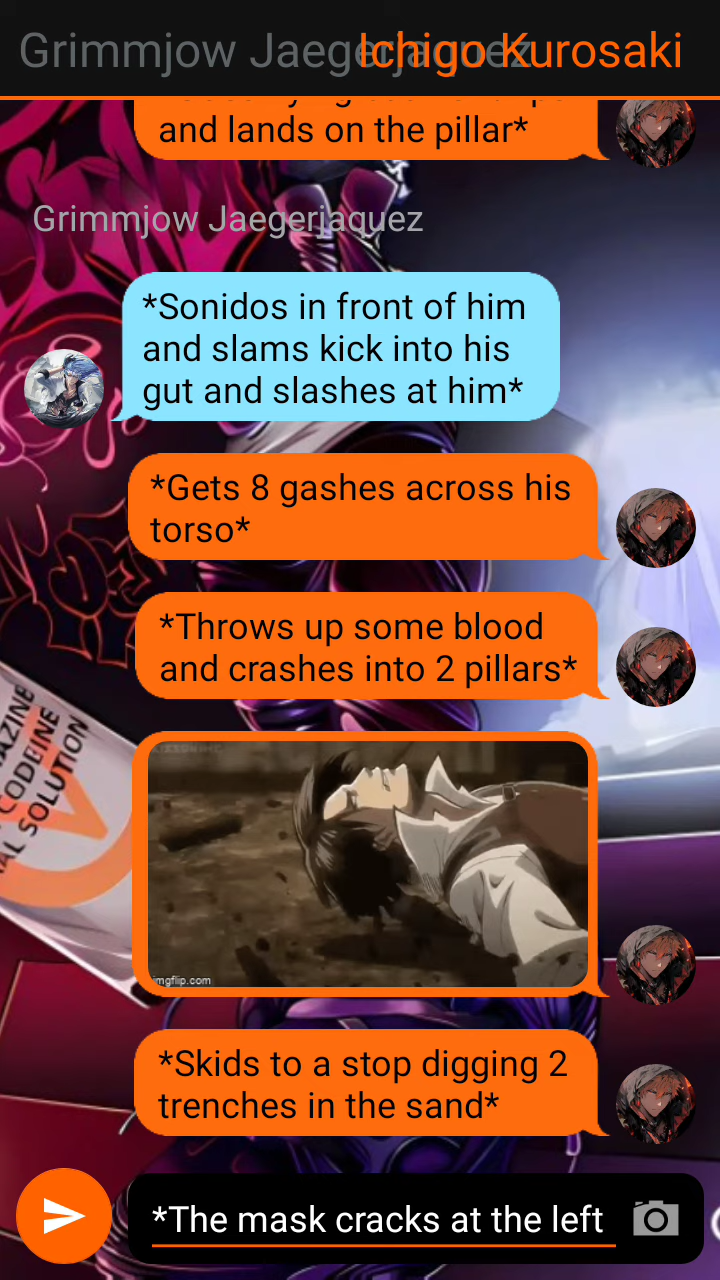 Grimmjow Jaegerjaquez Ichigo Kurosaki
and lands on the pillar*
Grimmjow Jaegerjaquez
*Sonidos in front of him
and slams kick into his
gut and slashes at him*
*Gets 8 gashes across his
torso*
*Throws up some blood
and crashes into 2 pillars*
imgflip.com
*Skids to a stop digging 2
trenches in the sand*
AZINE
CODEINE
AL SOLUTION
*The mask cracks at the left